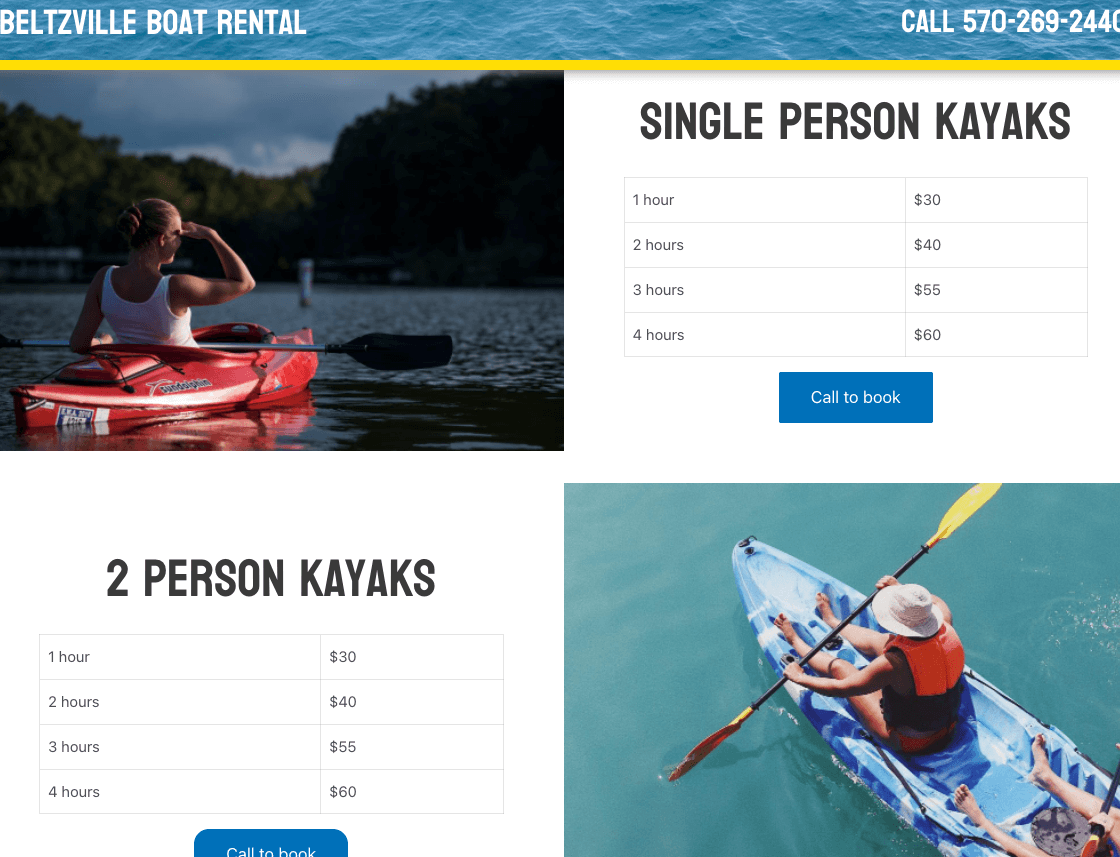 BELTZVILLE BOAT RENTAL
CALL 570-269-2440
SINGLE PERSON KAYAKS
1 hour $30
2 hours $40
3 hours $55
4 hours $60
Call to book
sundolphin
2 PERSON KAYAKS
1 hour $30
2 hours $40
3 hours $55
4 hours $60
Call to book